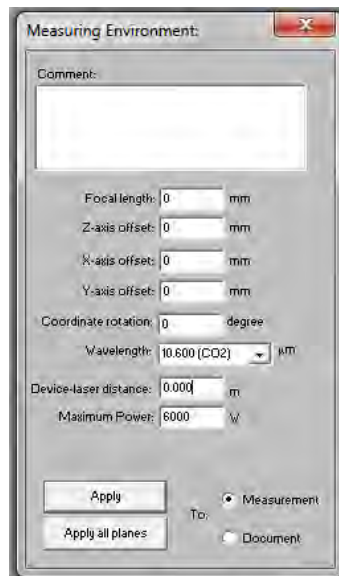 Measuring Environment:
Comment:
Focal length: 0 mm
Z-axis offset: 0 mm
X-axis offset: 0 mm
Y-axis offset: 0 mm
Coordinate rotation: 0 degree
Wavelength: 10.600 (CO2) µm
Device-laser distance: 0.000 m
Maximum Power: 6000 W
Apply
To: Measurement
Apply all planes
Document